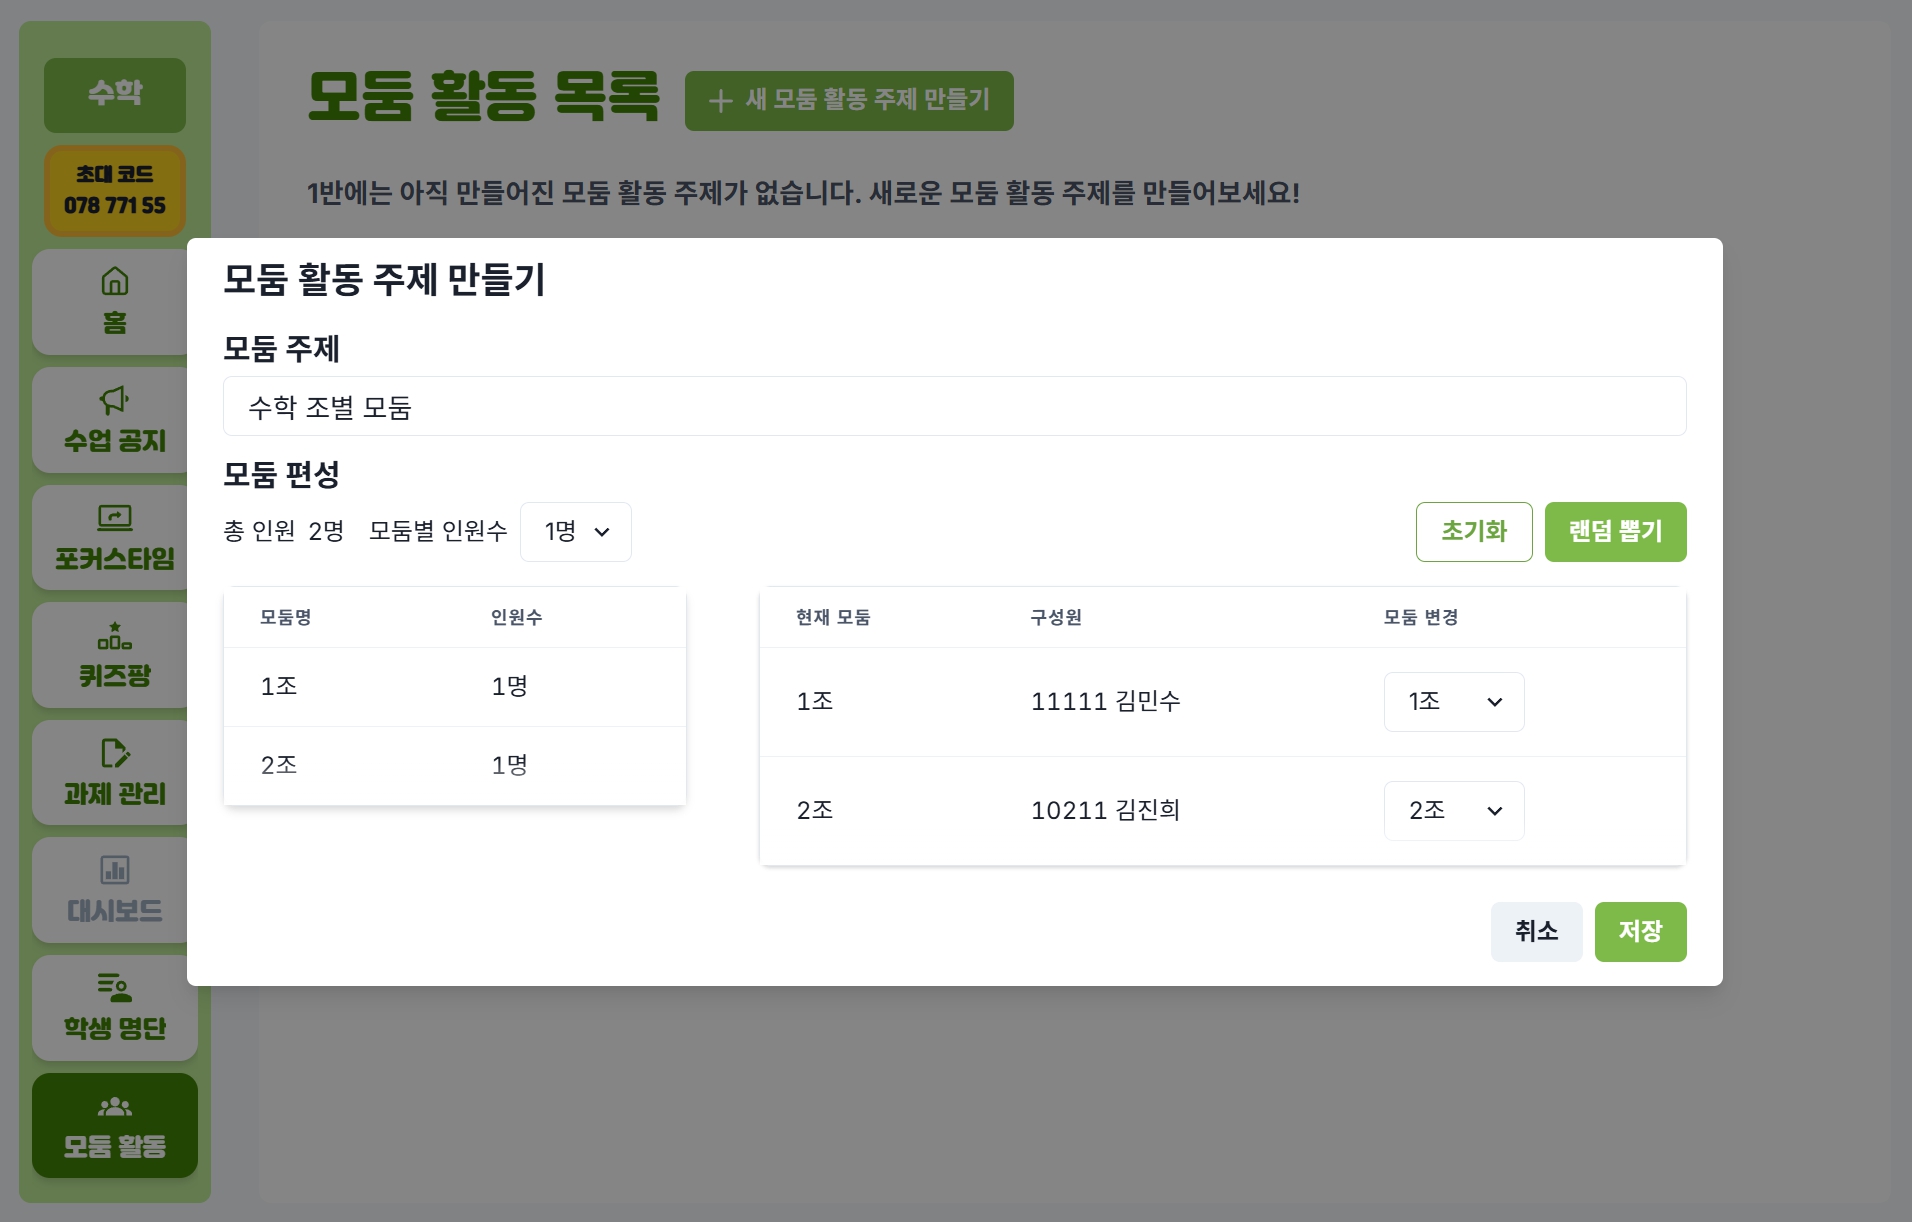 수학
초대 코드
078 771 55
홈
수업 공지
포커스타임
퀴즈팡
과제 관리
대시보드
학생 명단
모둠 활동
모둠 활동 목록
새 모둠 활동 주제 만들기
1반에는 아직 만들어진 모둠 활동 주제가 없습니다. 새로운 모둠 활동 주제를 만들어보세요!
모둠 활동 주제 만들기
모둠 주제
수학 조별 모둠
모둠 편성
총 인원 2명 모둠별 인원수 1명 초기화 랜덤 뽑기
모둠명 인원수
1조 1명
2조 1명
현재 모둠 구성원 모둠 변경
1조 11111 김민수 1조
2조 10211 김진희 2조
취소 저장